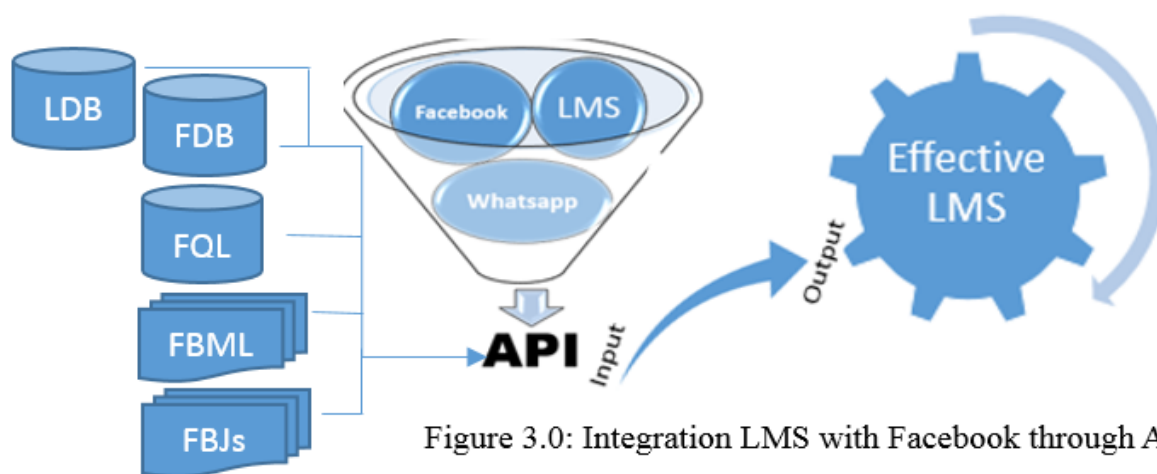 LDB
FDB
FQL
FBML
FBJs
Facebook
LMS
Whatsapp
API
Input
Output
Effective
LMS
Figure 3.0: Integration LMS with Facebook through A